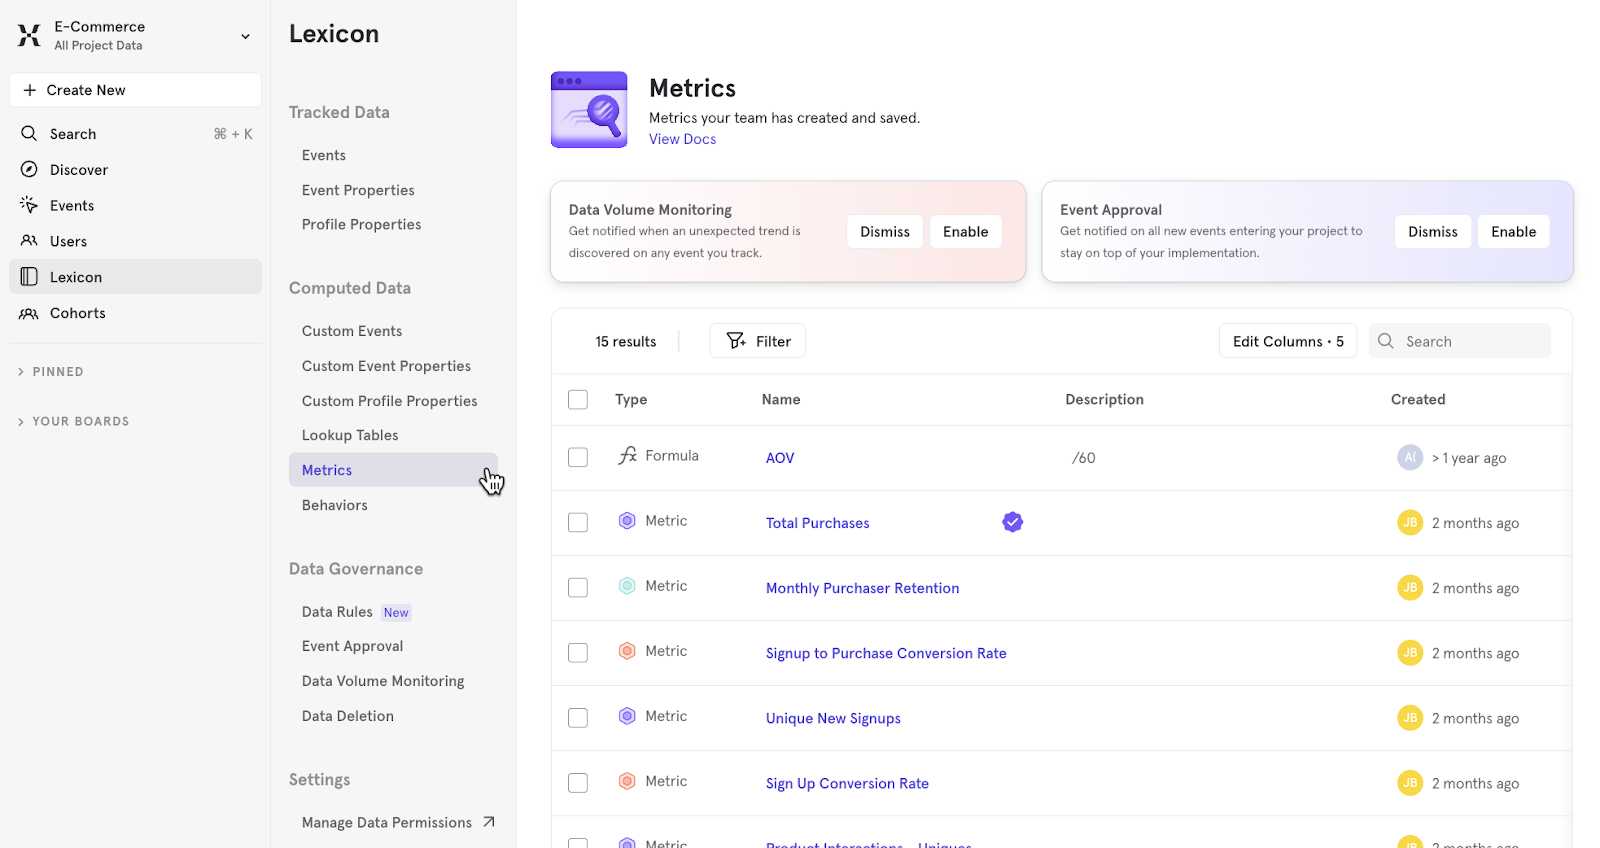 E-Commerce
All Project Data
Create New
Search ⌘ + K
Discover
Events
Users
Lexicon
Cohorts
PINNED
YOUR BOARDS
Lexicon
Tracked Data
Events
Event Properties
Profile Properties
Computed Data
Custom Events
Custom Event Properties
Custom Profile Properties
Lookup Tables
Metrics
Behaviors
Data Governance
Data Rules New
Event Approval
Data Volume Monitoring
Data Deletion
Settings
Manage Data Permissions
Metrics
Metrics your team has created and saved.
View Docs
Data Volume Monitoring
Get notified when an unexpected trend is
discovered on any event you track.
Dismiss Enable
Event Approval
Get notified on all new events entering your project to
stay on top of your implementation.
Dismiss Enable
15 results Filter Edit Columns • 5 Search
Type Name Description Created
Formula AOV /60 A( > 1 year ago
Metric Total Purchases JB 2 months ago
Metric Monthly Purchaser Retention JB 2 months ago
Metric Signup to Purchase Conversion Rate JB 2 months ago
Metric Unique New Signups JB 2 months ago
Metric Sign Up Conversion Rate JB 2 months ago
Metric Product Interactions - Uniques JB 2 months ago